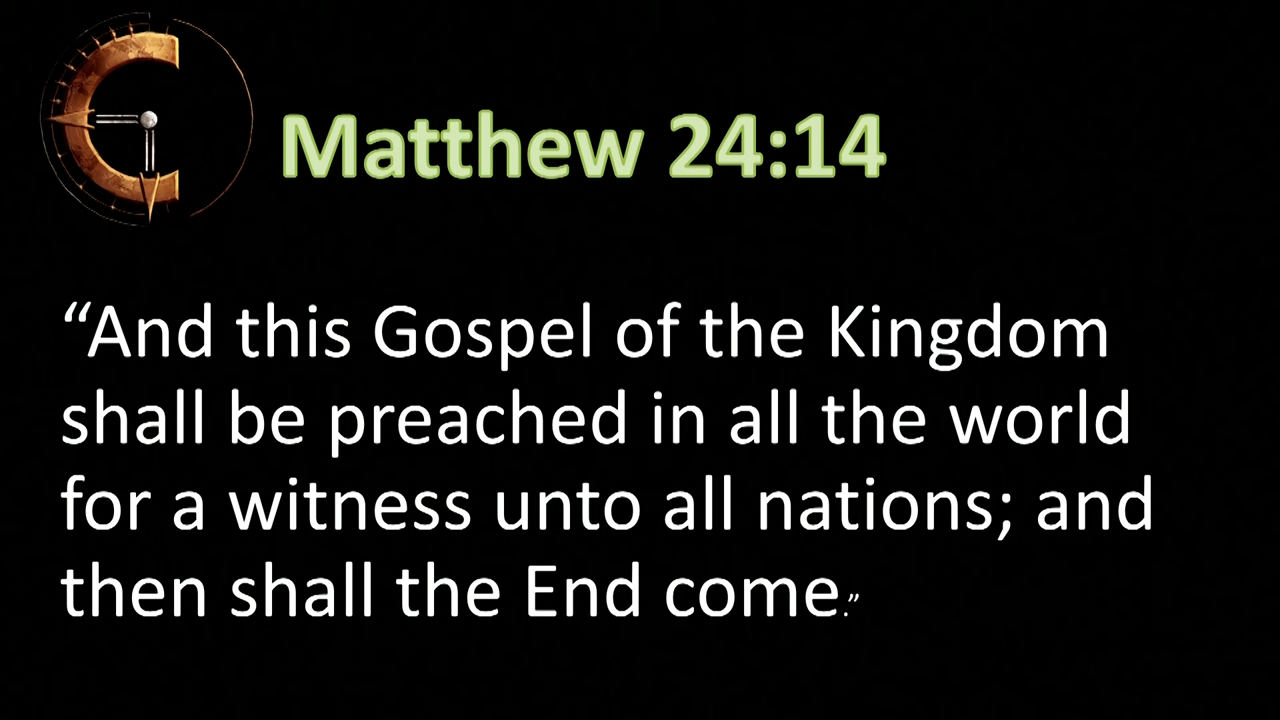 Matthew 24:14
“And this Gospel of the Kingdom
shall be preached in all the world
for a witness unto all nations; and
then shall the End come.”